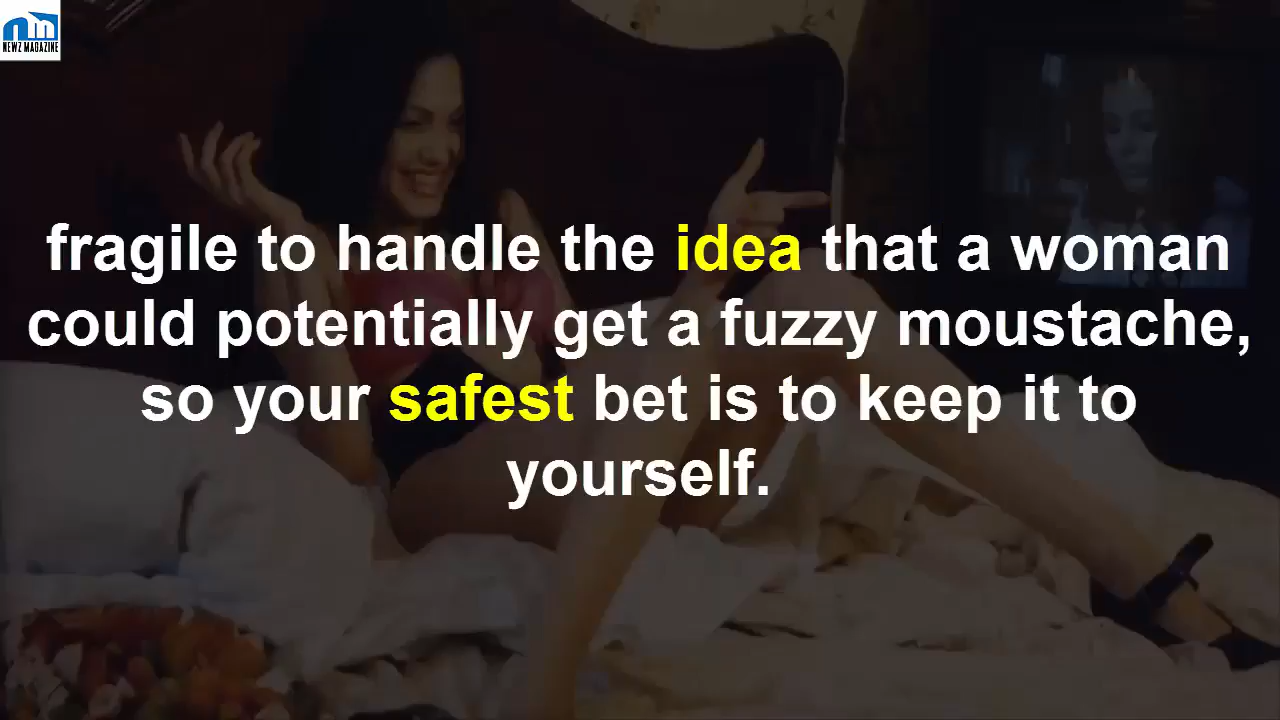 NEWZ MAGAZINE
fragile to handle the idea that a woman
could potentially get a fuzzy moustache,
so your safest bet is to keep it to
yourself.